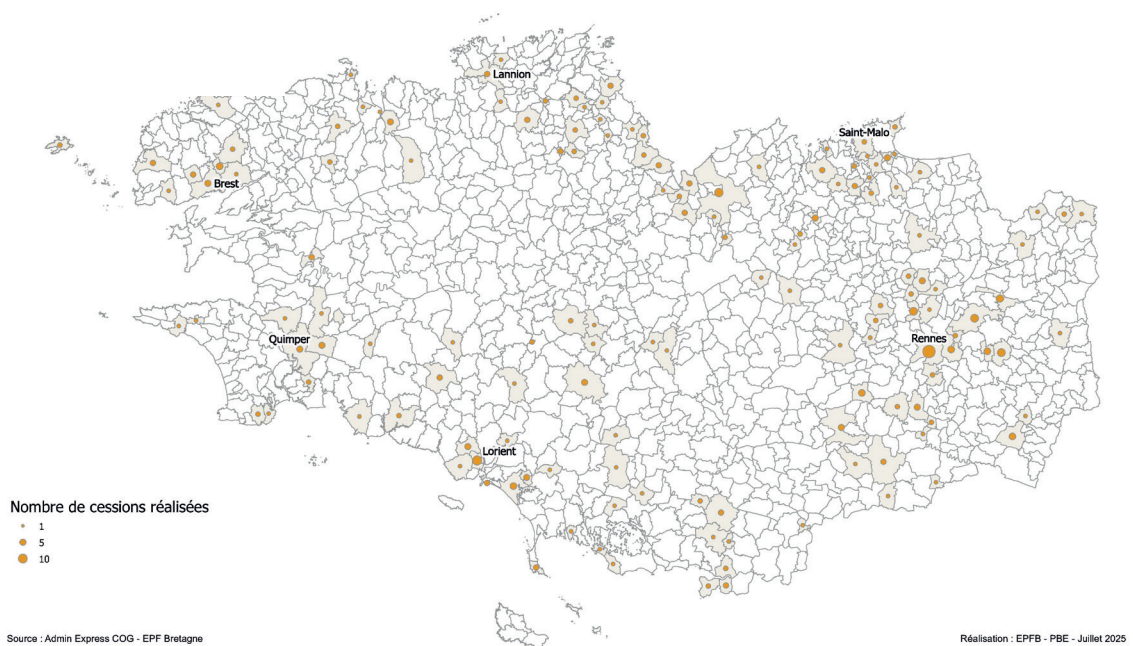 Lannion
Saint-Malo
Brest
Quimper
Rennes
Lorient
Nombre de cessions réalisées
1
5
10
Source : Admin Express COG - EPF Bretagne
Réalisation : EPFB - PBE - Juillet 2025